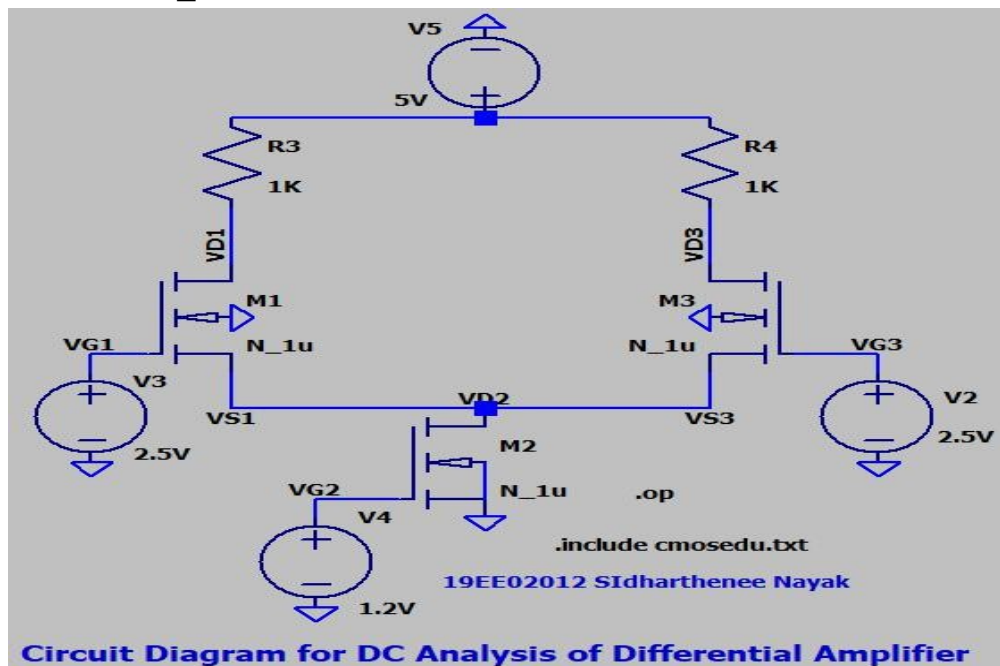 V5
5V
R3
1K
R4
1K
VD1
VD3
M1
M3
VG1
N_1u
N_1u
VG3
V3
V2
2.5V
VS1
VD2
VS3
2.5V
M2
VG2
N_1u
.op
V4
.include cmosedu.txt
19EE02012 SIdharthenee Nayak
1.2V
Circuit Diagram for DC Analysis of Differential Amplifier